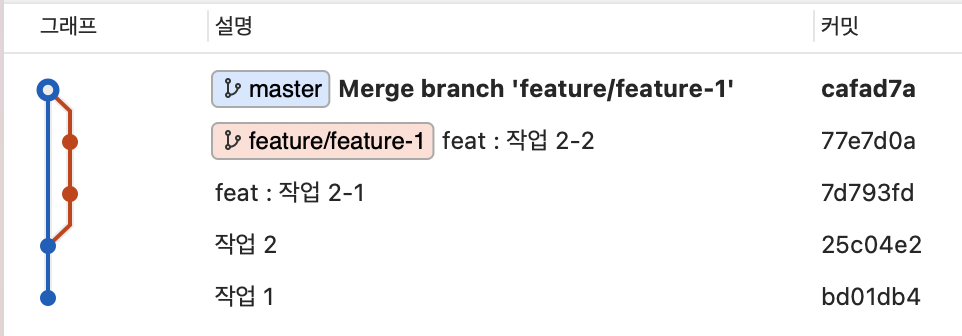 그래프 설명 커밋
master Merge branch 'feature/feature-1' cafad7a
feature/feature-1 feat : 작업 2-2 77e7d0a
feat : 작업 2-1 7d793fd
작업 2 25c04e2
작업 1 bd01db4